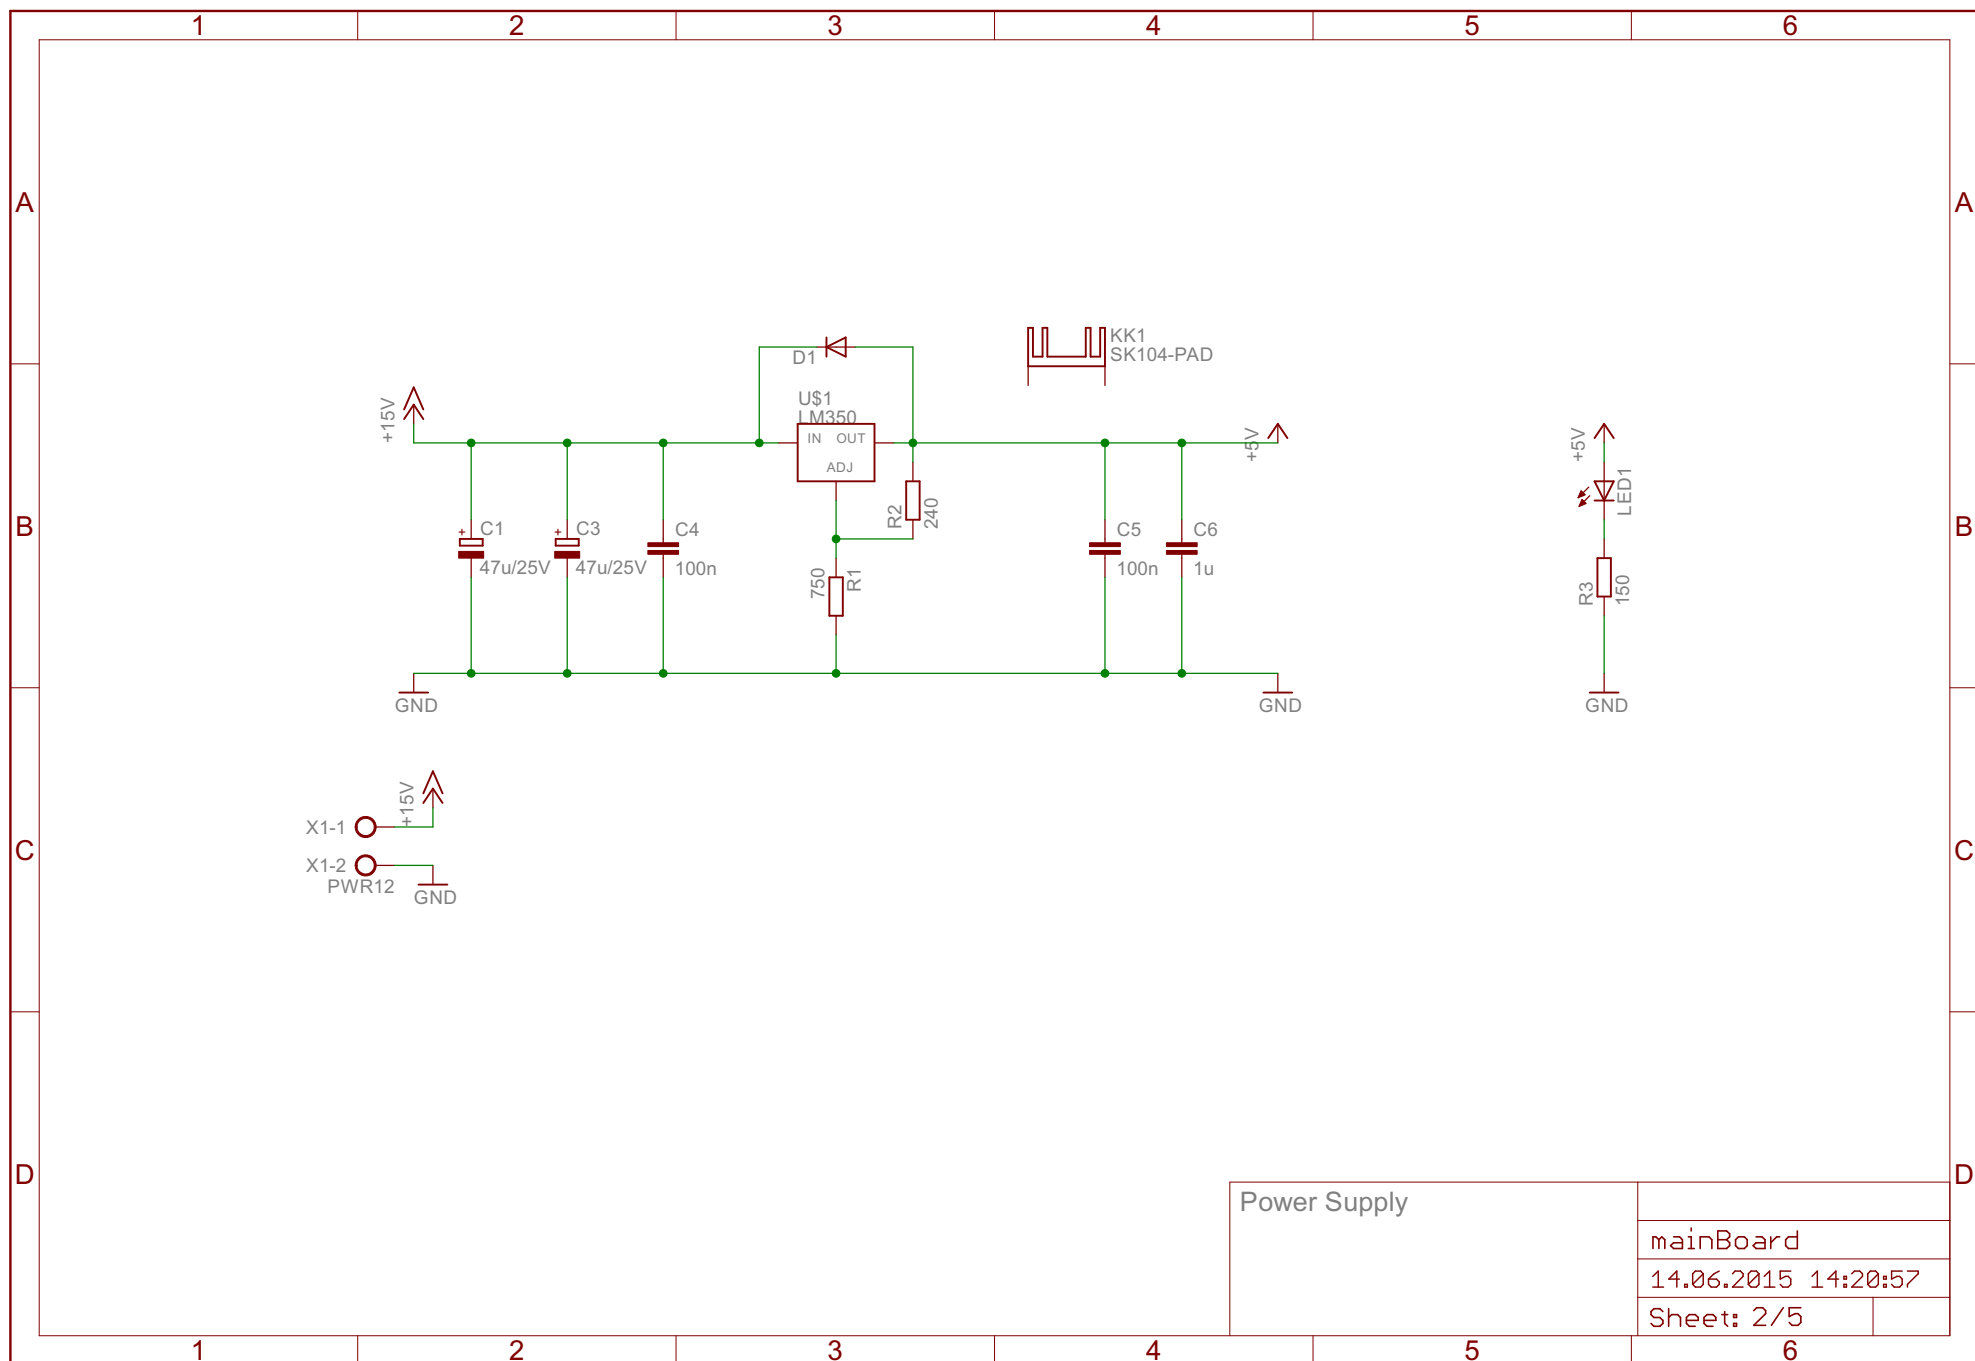 1 2 3 4 5 6
A A
KK1
SK104-PAD
D1
U$1
LM350
IN OUT
ADJ
+15V
+5V
+5V
LED1
R2
240
C1
47u/25V
C3
47u/25V
C4
100n
750
R1
C5
100n
C6
1u
R3
150
B B
GND
GND
GND
+15V
X1-1
X1-2
PWR12
GND
C C
D D
Power Supply
mainBoard
14.06.2015 14:20:57
Sheet: 2/5
1 2 3 4 5 6